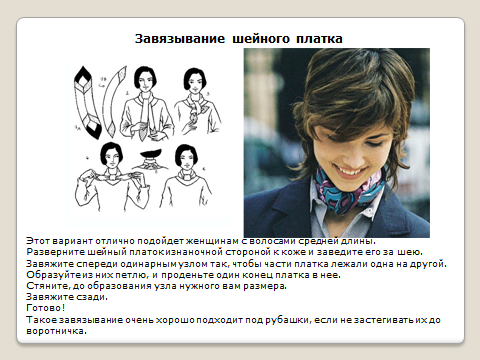 Завязывание шейного платка
Этот вариант отлично подойдет женщинам с волосами средней длины.
Разверните шейный платок изнаночной стороной к коже и заведите его за шею.
Завяжите спереди одинарным узлом так, чтобы части платка лежали одна на другой.
Образуйте из них петлю, и проденьте один конец платка в нее.
Стяните, до образования узла нужного вам размера.
Завяжите сзади.
Готово!
Такое завязывание очень хорошо подходит под рубашки, если не застегивать их до
воротничка.